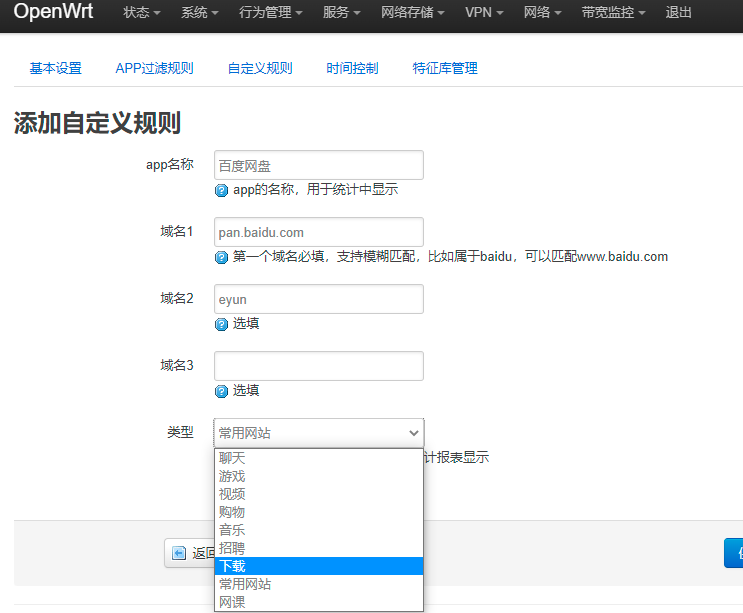 OpenWrt 状态 系统 行为管理 服务 网络存储 VPN 网络 带宽监控 退出
基本设置 APP过滤规则 自定义规则 时间控制 特征库管理
添加自定义规则
app名称 百度网盘
app的名称，用于统计中显示
域名1 pan.baidu.com
第一个域名必填，支持模糊匹配，比如属于baidu，可以匹配www.baidu.com
域名2 eyun
选填
域名3
选填
类型 常用网站
计报表显示
聊天
游戏
视频
购物
音乐
招聘
下载
常用网站
网课
返回